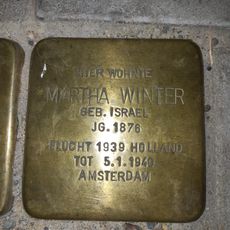 HIER WOHNTE
MARTHA WINTER
GEB. ISRAEL
JG. 1876
FLUCHT 1939 HOLLAND
TOT 5.1.1940
AMSTERDAM